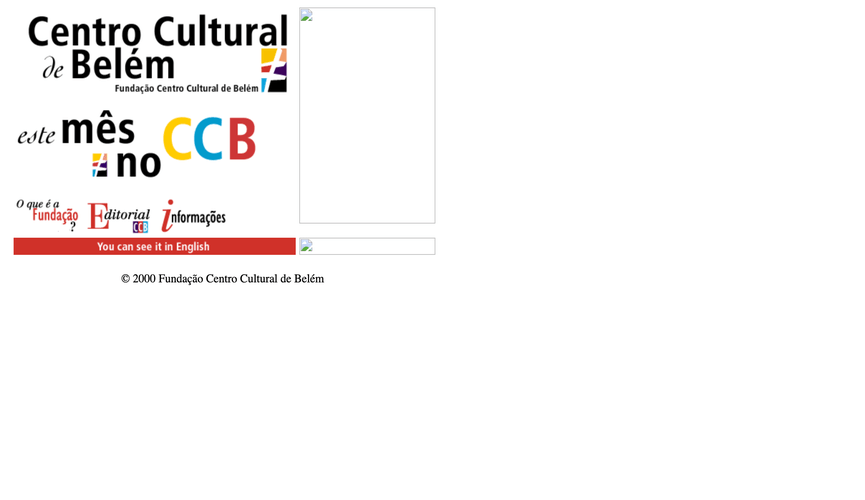 Centro Cultural
de Belém
Fundação Centro Cultural de Belém
este mês
no CCB
O que é a Fundação ?
Editorial CCB
informações
You can see it in English
© 2000 Fundação Centro Cultural de Belém